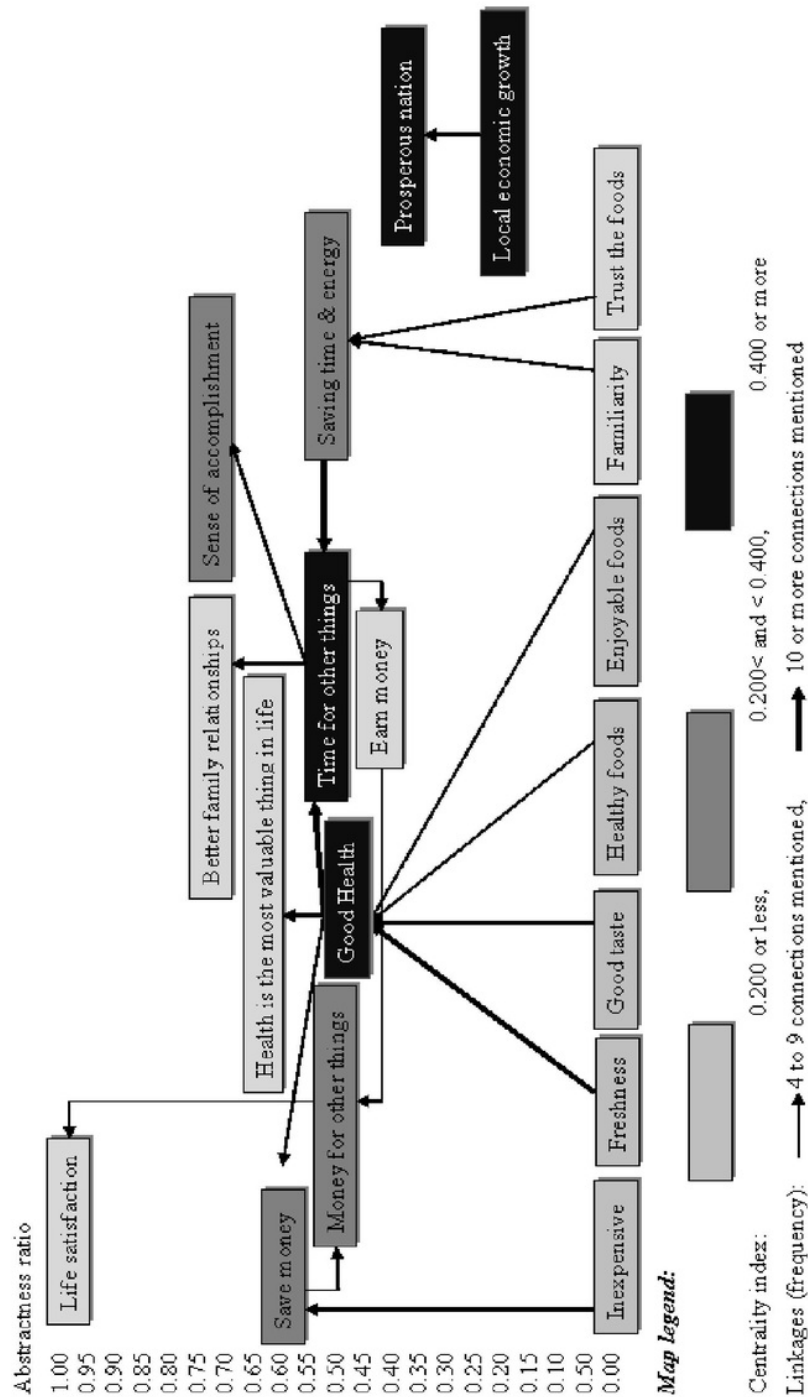 Abstractness ratio
1.00
0.95
0.90
0.85
0.80
0.75
0.70
0.65
0.60
0.55
0.50
0.45
0.40
0.35
0.30
0.25
0.20
0.15
0.10
0.50
0.00
Life satisfaction
Better family relationships
Sense of accomplishment
Health is the most valuable thing in life
Save money
Money for other things
Good Health
Time for other things
Saving time & energy
Earn money
Prosperous nation
Local economic growth
Inexpensive
Freshness
Good taste
Healthy foods
Enjoyable foods
Familiarity
Trust the foods
Map legend:
Centrality index: 0.200 or less, 0.200< and < 0.400, 0.400 or more
Linkages (frequency): 4 to 9 connections mentioned, 10 or more connections mentioned